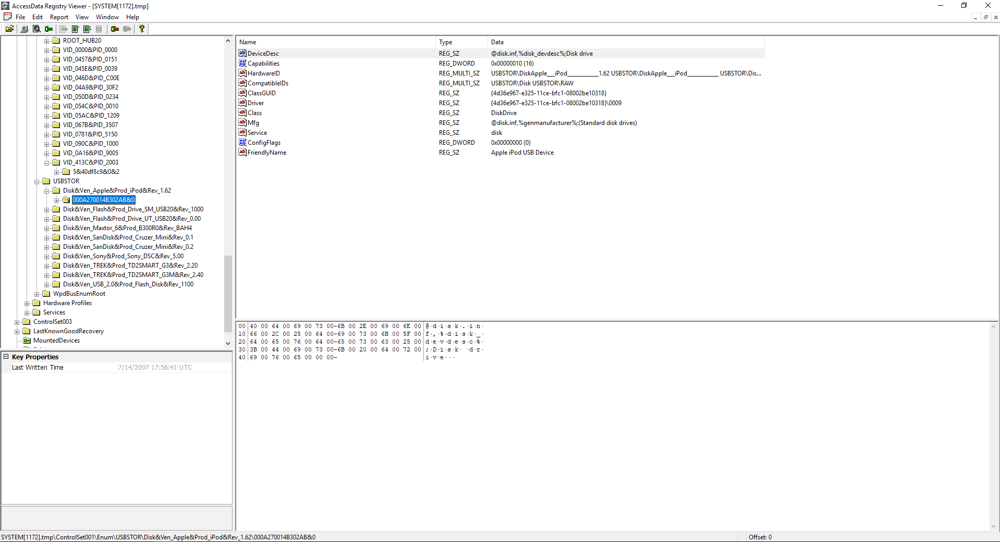 AccessData Registry Viewer - [SYSTEM[1172].tmp]
File Edit Report View Window Help
ROOT_HUB20
VID_0000&PID_0000
VID_0457&PID_0151
VID_045E&PID_0039
VID_046D&PID_C00E
VID_04A9&PID_30F2
VID_050D&PID_0234
VID_054C&PID_0010
VID_05AC&PID_1209
VID_067B&PID_3507
VID_0781&PID_5150
VID_090C&PID_1000
VID_0A16&PID_9005
VID_413C&PID_2003
5&40df8c9&0&2
USBSTOR
Disk&Ven_Apple&Prod_iPod&Rev_1.62
000A270014B302AB&0
Disk&Ven_Flash&Prod_Drive_SM_USB20&Rev_1000
Disk&Ven_Flash&Prod_Drive_UT_USB20&Rev_0.00
Disk&Ven_Maxtor_6&Prod_B300R0&Rev_BAH4
Disk&Ven_SanDisk&Prod_Cruzer_Mini&Rev_0.1
Disk&Ven_SanDisk&Prod_Cruzer_Mini&Rev_0.2
Disk&Ven_Sony&Prod_Sony_DSC&Rev_5.00
Disk&Ven_TREK&Prod_TD2SMART_G3&Rev_2.20
Disk&Ven_TREK&Prod_TD2SMART_G3M&Rev_2.40
Disk&Ven_USB_2.0&Prod_Flash_Disk&Rev_1100
WpdBusEnumRoot
Hardware Profiles
Services
ControlSet003
LastKnownGoodRecovery
MountedDevices
Key Properties
Last Written Time 7/14/2007 17:56:41 UTC
Name Type Data
DeviceDesc REG_SZ @disk.inf,%disk_devdesc%;Disk drive
Capabilities REG_DWORD 0x00000010 (16)
HardwareID REG_MULTI_SZ USBSTOR\DiskApple___iPod____________1.62 USBSTOR\DiskApple___iPod____________ USBSTOR\Dis...
CompatibleIDs REG_MULTI_SZ USBSTOR\Disk USBSTOR\RAW
ClassGUID REG_SZ {4d36e967-e325-11ce-bfc1-08002be10318}
Driver REG_SZ {4d36e967-e325-11ce-bfc1-08002be10318}\0009
Class REG_SZ DiskDrive
Mfg REG_SZ @disk.inf,%genmanufacturer%;(Standard disk drives)
Service REG_SZ disk
ConfigFlags REG_DWORD 0x00000000 (0)
FriendlyName REG_SZ Apple iPod USB Device
00 40 00 64 00 69 00 73 00-6B 00 2E 00 69 00 6E 00 @·d·i·s·k·.·i·n·
10 66 00 2C 00 25 00 64 00-69 00 73 00 6B 00 5F 00 f·,·%·d·i·s·k·_·
20 64 00 65 00 76 00 64 00-65 00 73 00 63 00 25 00 d·e·v·d·e·s·c·%·
30 3B 00 44 00 69 00 73 00-6B 00 20 00 64 00 72 00 ;·D·i·s·k· ·d·r·
40 69 00 76 00 65 00 00 00- i·v·e···
SYSTEM[1172].tmp\ControlSet001\Enum\USBSTOR\Disk&Ven_Apple&Prod_iPod&Rev_1.62\000A270014B302AB&0 Offset: 0